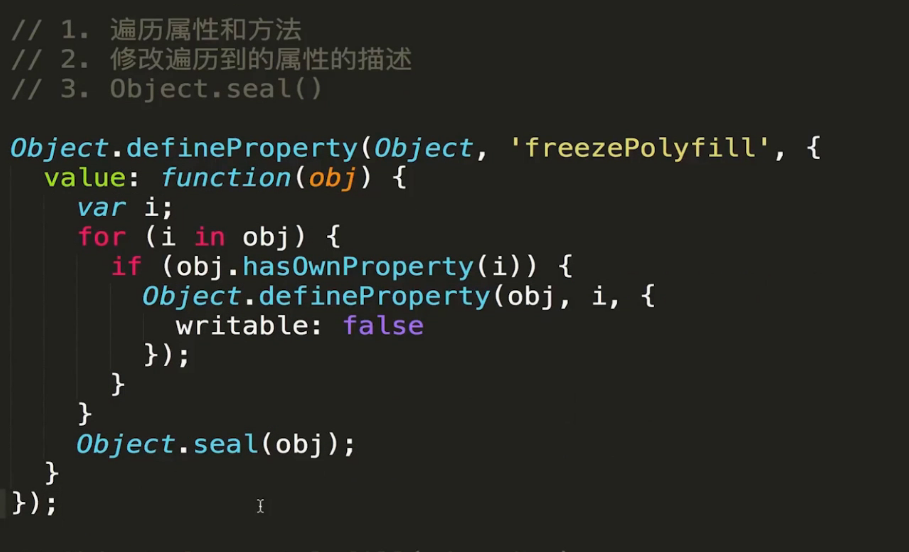 // 1. 遍历属性和方法
// 2. 修改遍历到的属性的描述
// 3. Object.seal()
Object.defineProperty(Object, 'freezePolyfill', {
value: function(obj) {
var i;
for (i in obj) {
if (obj.hasOwnProperty(i)) {
Object.defineProperty(obj, i, {
writable: false
});
}
}
Object.seal(obj);
}
});